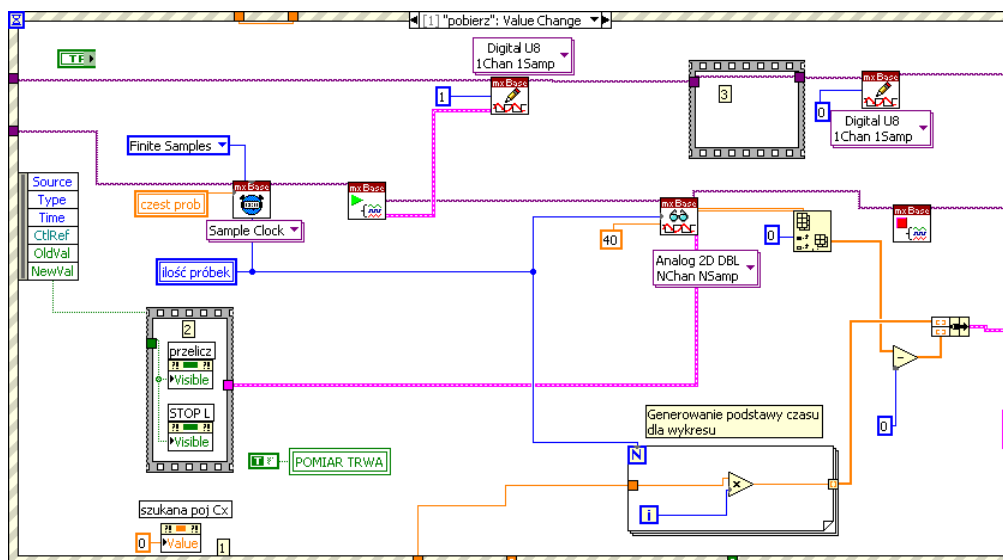 [1] "pobierz": Value Change
TF
Digital U8
1Chan 1Samp
mxBase
1
3
mxBase
0
Digital U8
1Chan 1Samp
Finite Samples
czest prob
mxBase
Sample Clock
mxBase
mxBase
40
Analog 2D DBL
NChan NSamp
0
mxBase
Source
Type
Time
CtlRef
OldVal
NewVal
ilość próbek
2
przelicz
Visible
STOP L
Visible
T
POMIAR TRWA
Generowanie podstawy czasu
dla wykresu
N
i
×
-
0
szukana poj Cx
0
Value
1